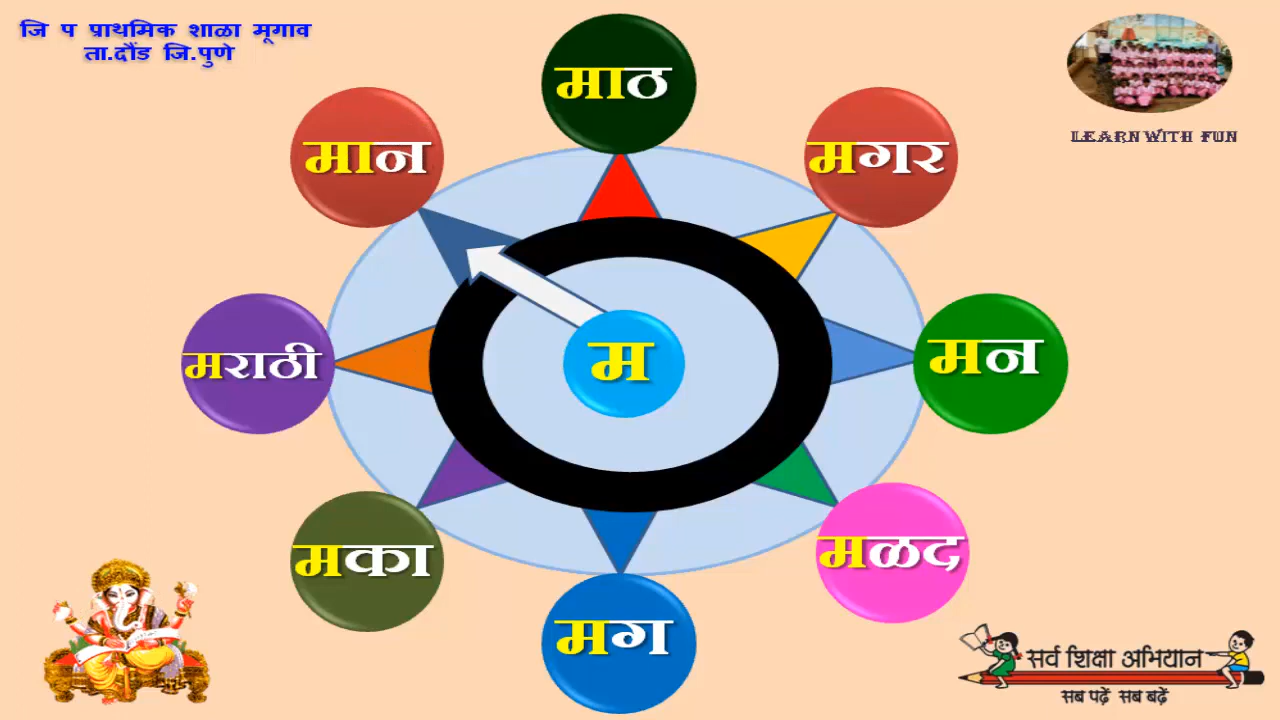 जि प प्राथमिक शाळा मूगाव
ता.दौंड जि.पुणे
LEARN WITH FUN
माठ
मगर
मन
मळद
मग
मका
मराठी
मान
म
सर्व शिक्षा अभियान
सब पढ़ें सब बढ़ें